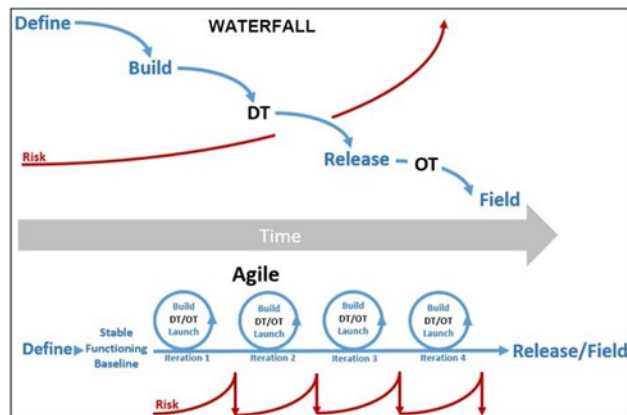 WATERFALL
Define
Build
DT
Risk
Release
OT
Field
Time
Agile
Build
DT/OT
Launch
Build
DT/OT
Launch
Build
DT/OT
Launch
Build
DT/OT
Launch
Define
Stable
Functioning
Baseline
Iteration 1
Iteration 2
Iteration 3
Iteration 4
Release/Field
Risk